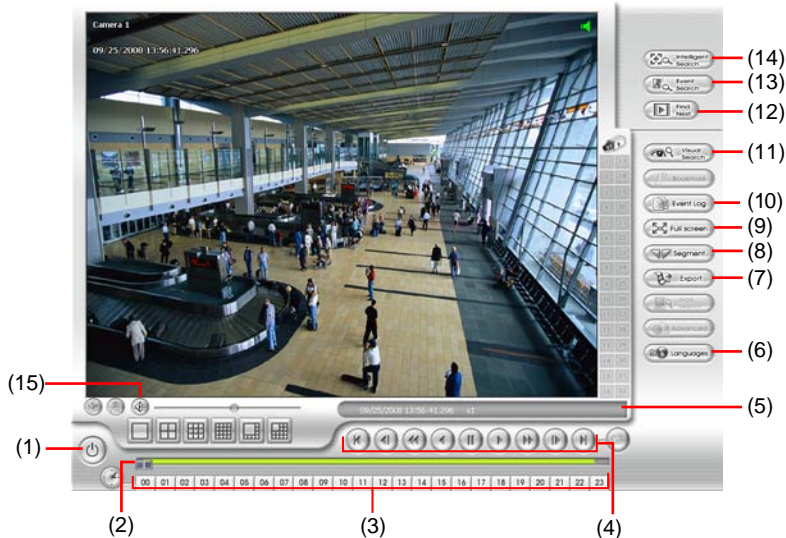 Camera 1
09/25/2008 13:56:41.296
Intelligent Search (14)
Event Search (13)
Find Next (12)
Visual Search (11)
Bookmark
Event Log (10)
Full screen (9)
Segment (8)
Export (7)
Advanced
Languages (6)
(15)
09/25/2008 13:56:41.296 x1 (5)
(1)
(2)
00 01 02 03 04 05 06 07 08 09 10 11 12 13 14 15 16 17 18 19 20 21 22 23
(3)
(4)